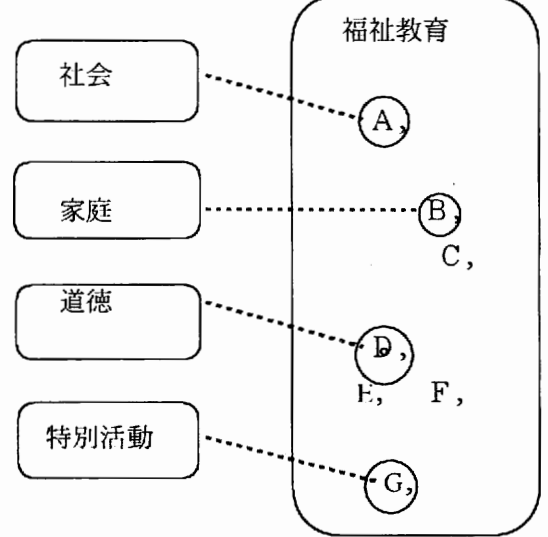 福祉教育
社会
A,
家庭
B,
C,
道徳
D,
E, F,
特別活動
G,